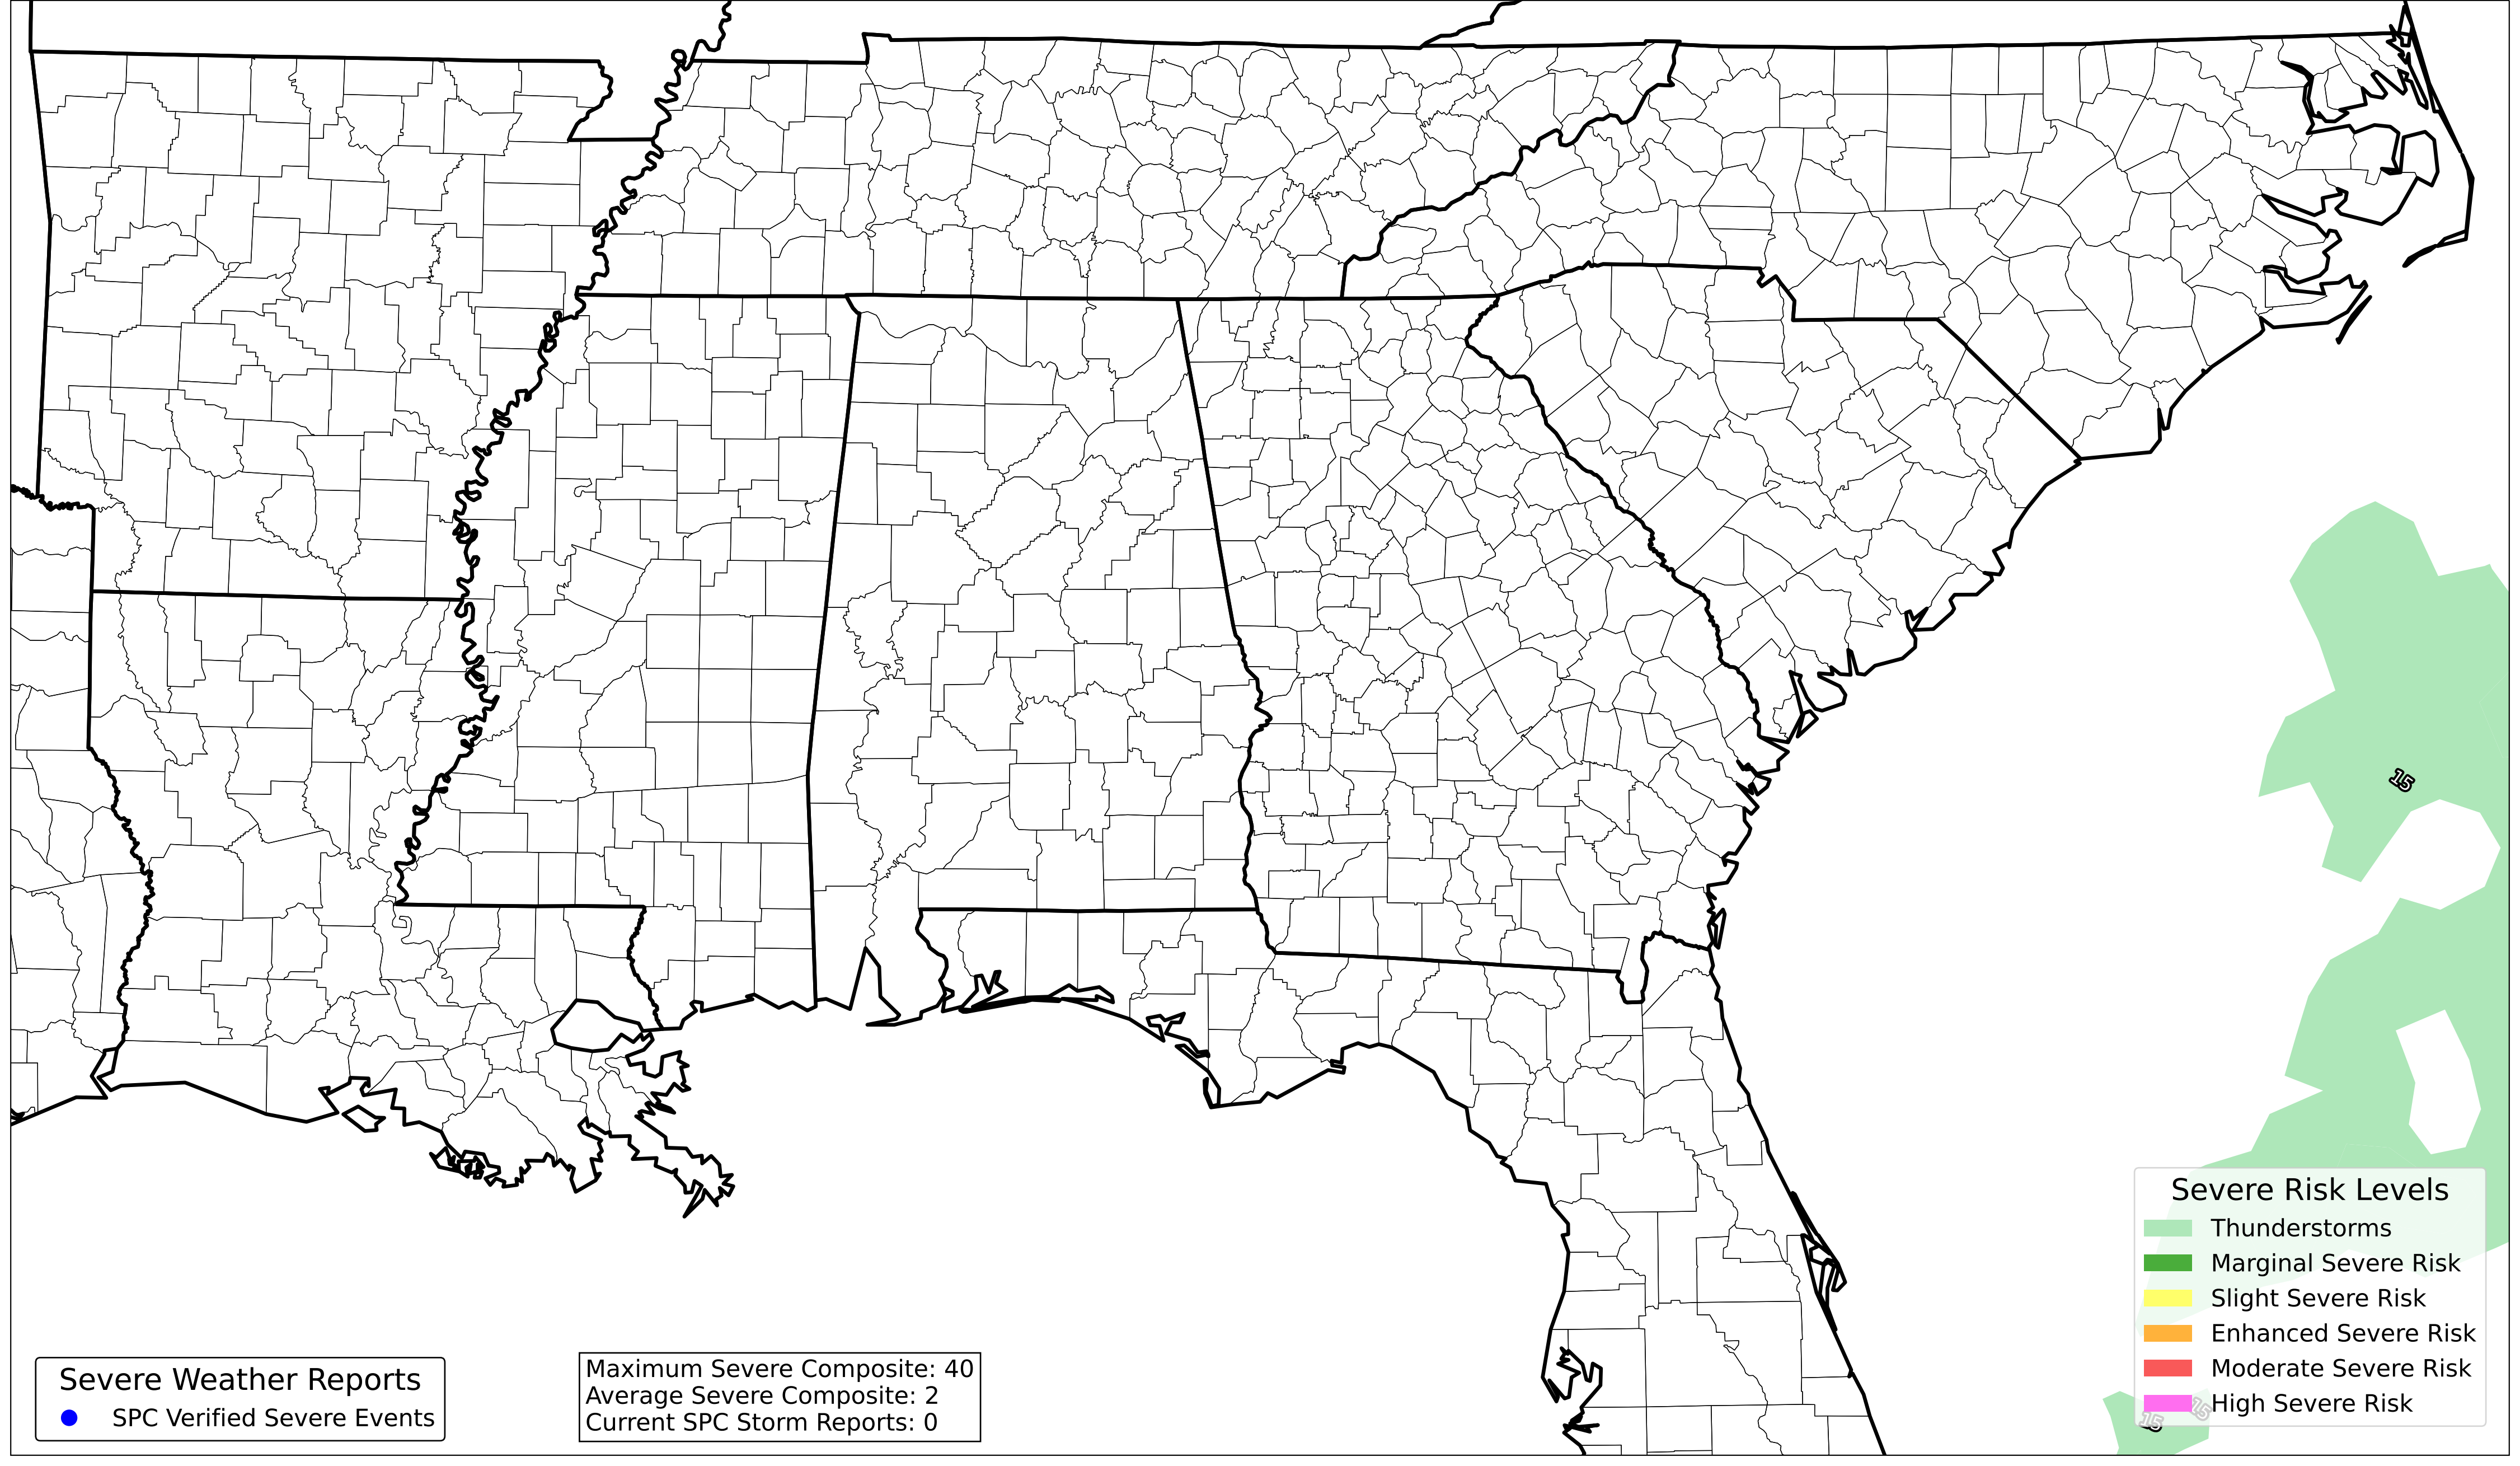 15
Severe Risk Levels
Thunderstorms
Marginal Severe Risk
Slight Severe Risk
Enhanced Severe Risk
Moderate Severe Risk
High Severe Risk
15
15
Severe Weather Reports
SPC Verified Severe Events
Maximum Severe Composite: 40
Average Severe Composite: 2
Current SPC Storm Reports: 0